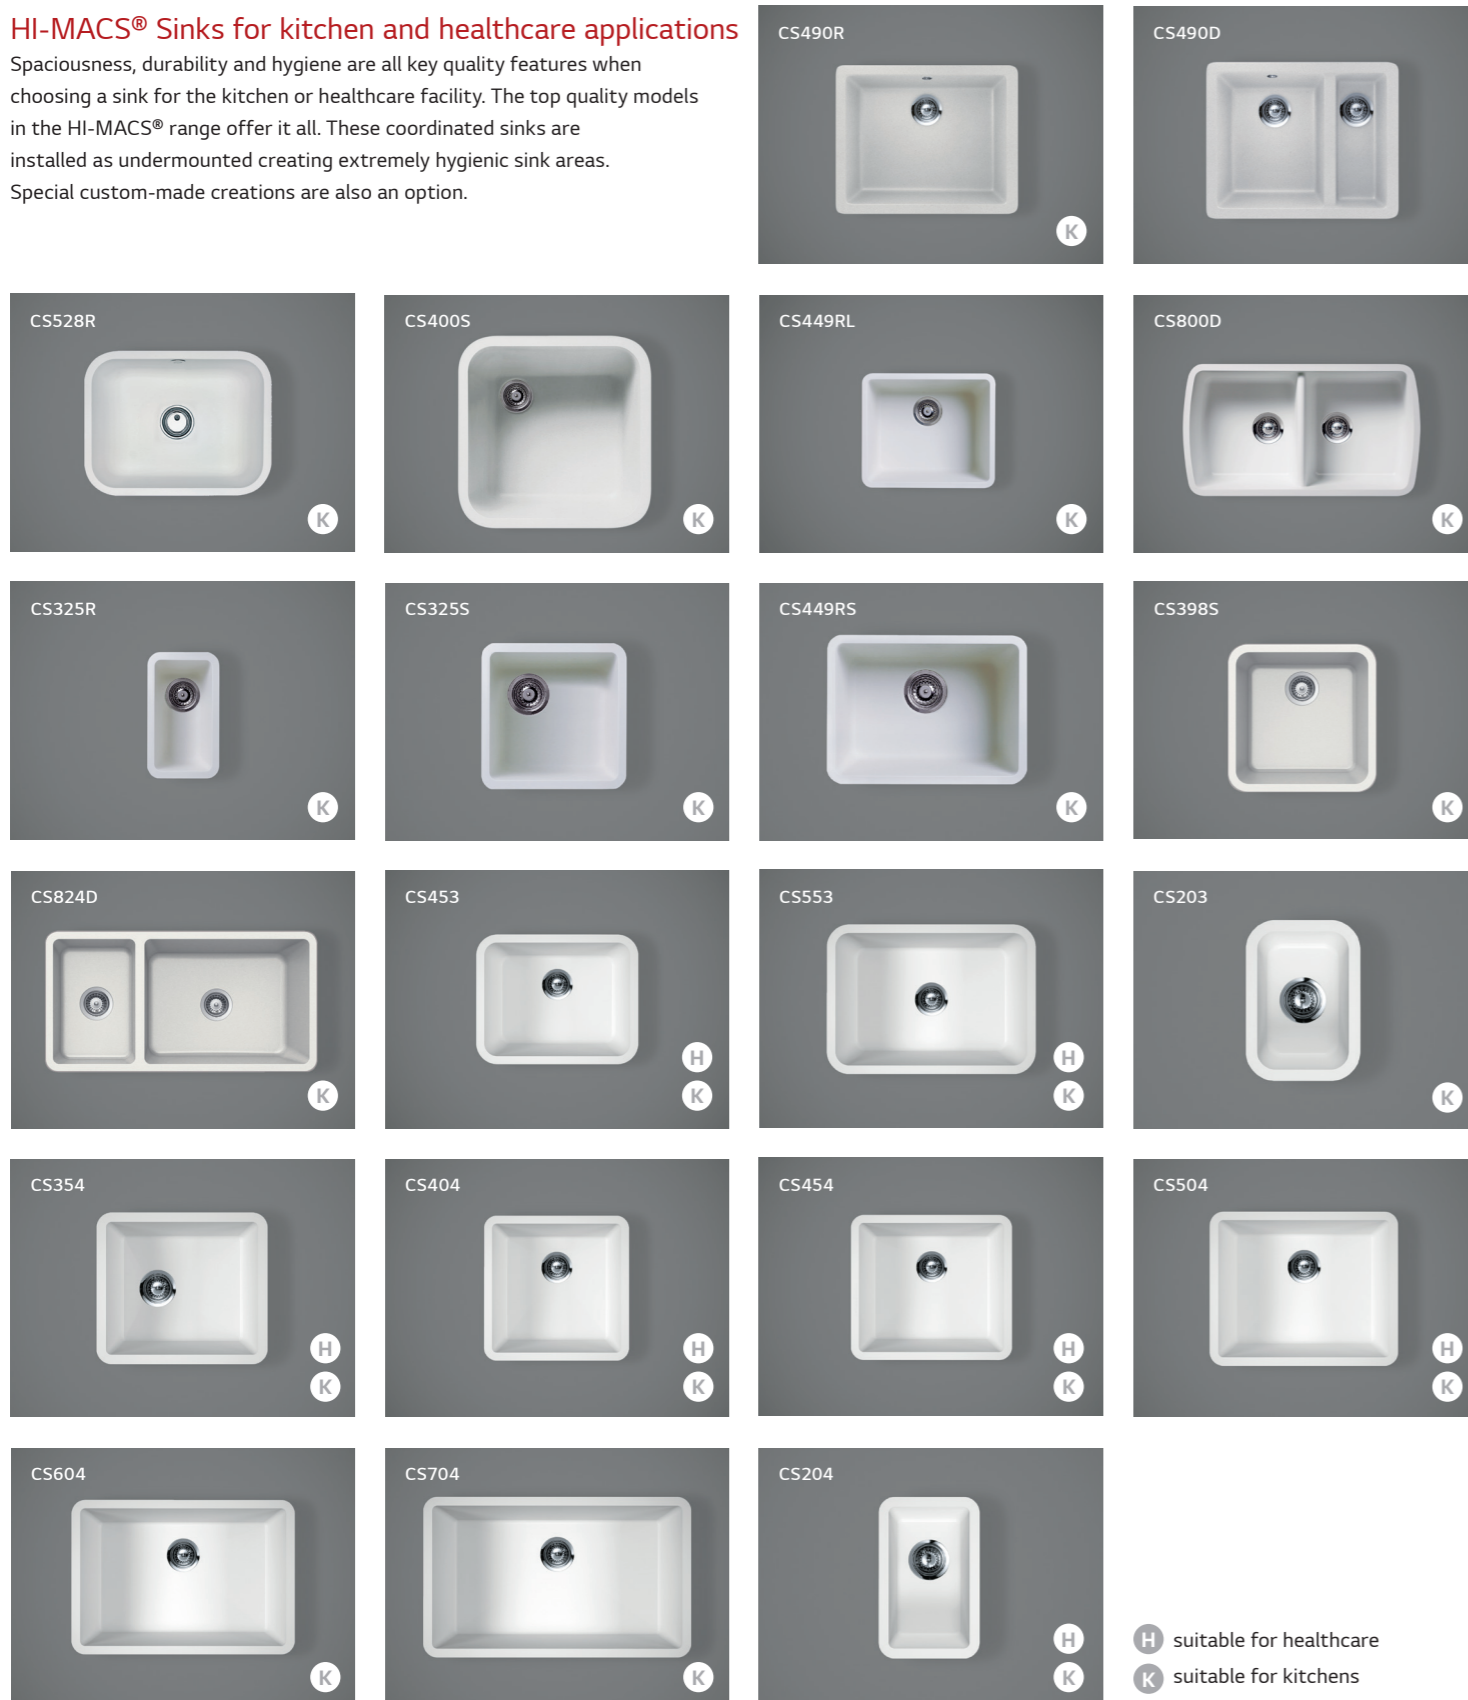 HI-MACS® Sinks for kitchen and healthcare applications
Spaciousness, durability and hygiene are all key quality features when
choosing a sink for the kitchen or healthcare facility. The top quality models
in the HI-MACS® range offer it all. These coordinated sinks are
installed as undermounted creating extremely hygienic sink areas.
Special custom-made creations are also an option.
CS490R
K
CS490D
CS528R
K
CS400S
K
CS449RL
K
CS800D
K
CS325R
K
CS325S
K
CS449RS
K
CS398S
K
CS824D
K
CS453
H
K
CS553
H
K
CS203
K
CS354
H
K
CS404
H
K
CS454
H
K
CS504
H
K
CS604
K
CS704
K
CS204
H
K
H suitable for healthcare
K suitable for kitchens